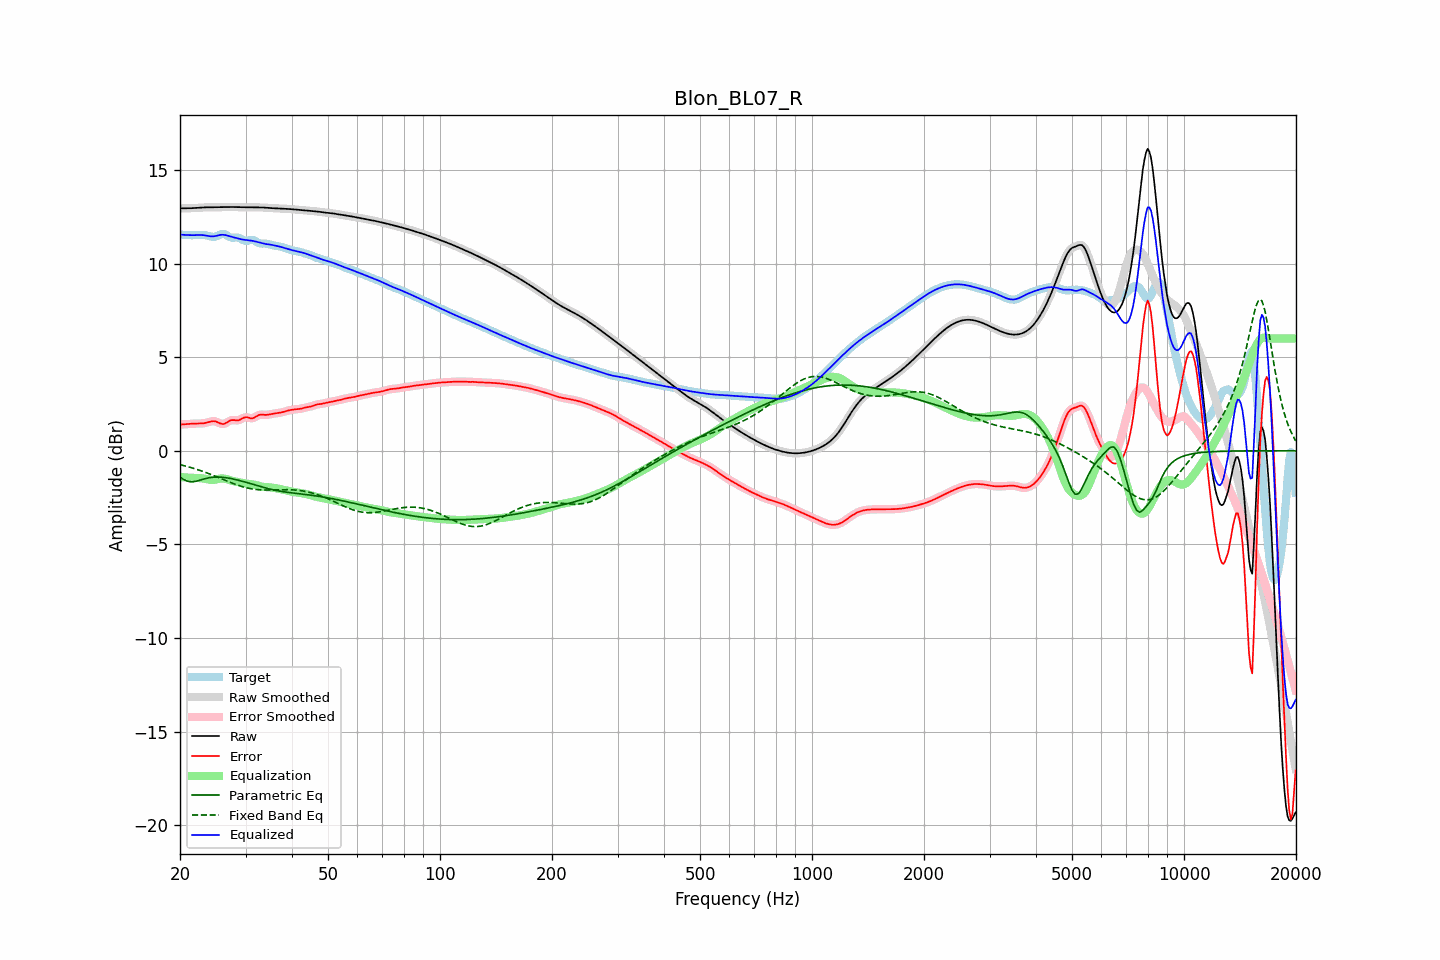 Blon_BL07_R
15
10
5
0
−5
−10
−15
−20
Amplitude (dBr)
Target
Raw Smoothed
Error Smoothed
Raw
Error
Equalization
Parametric Eq
Fixed Band Eq
Equalized
20 50 100 200 500 1000 2000 5000 10000 20000
Frequency (Hz)